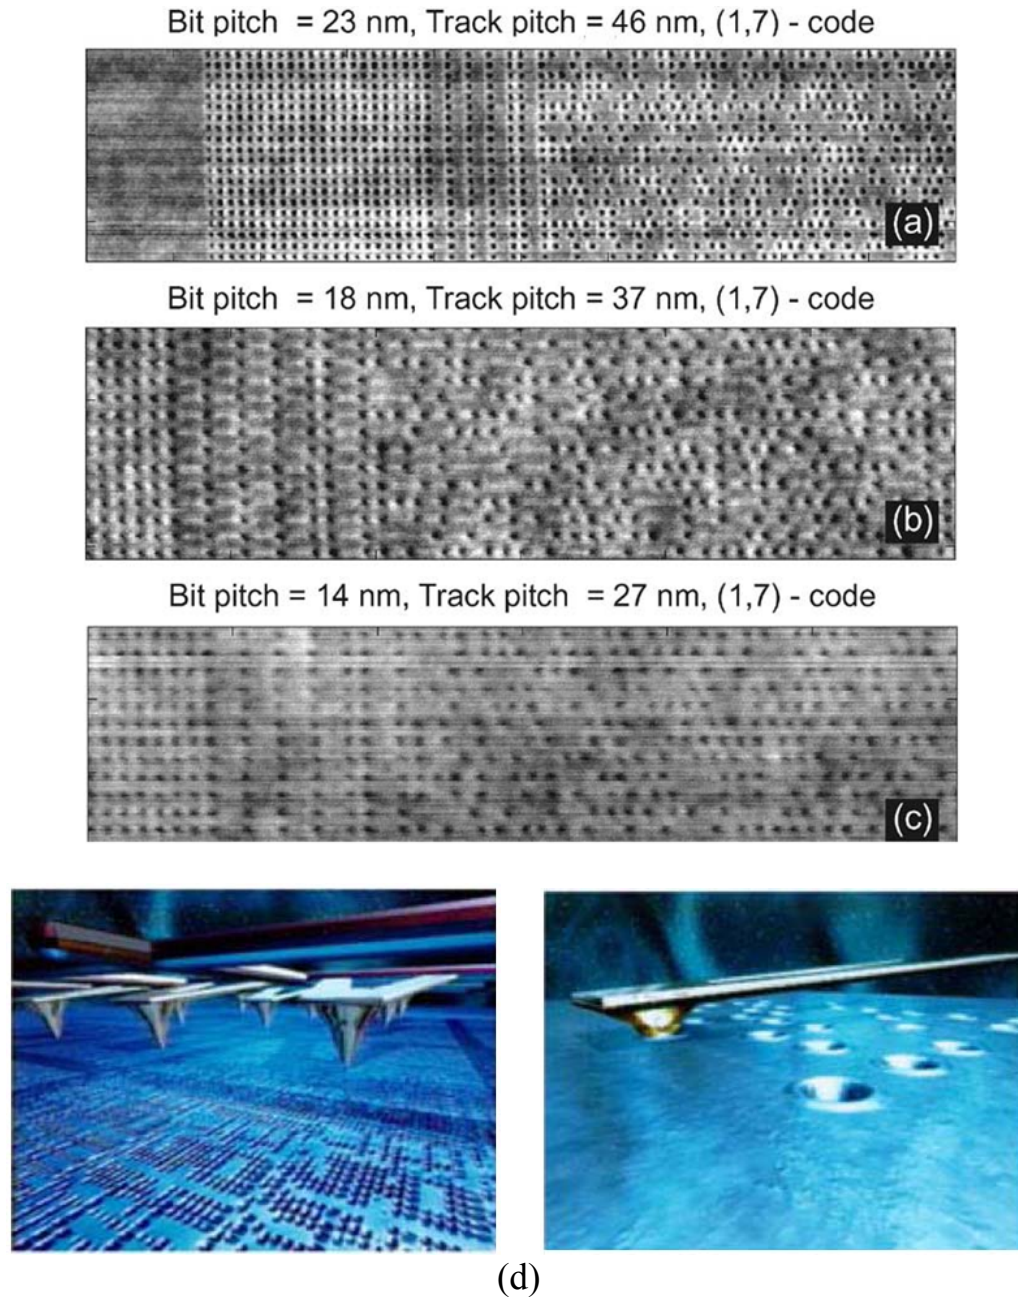 Bit pitch = 23 nm, Track pitch = 46 nm, (1,7) - code
(a)
Bit pitch = 18 nm, Track pitch = 37 nm, (1,7) - code
(b)
Bit pitch = 14 nm, Track pitch = 27 nm, (1,7) - code
(c)
(d)